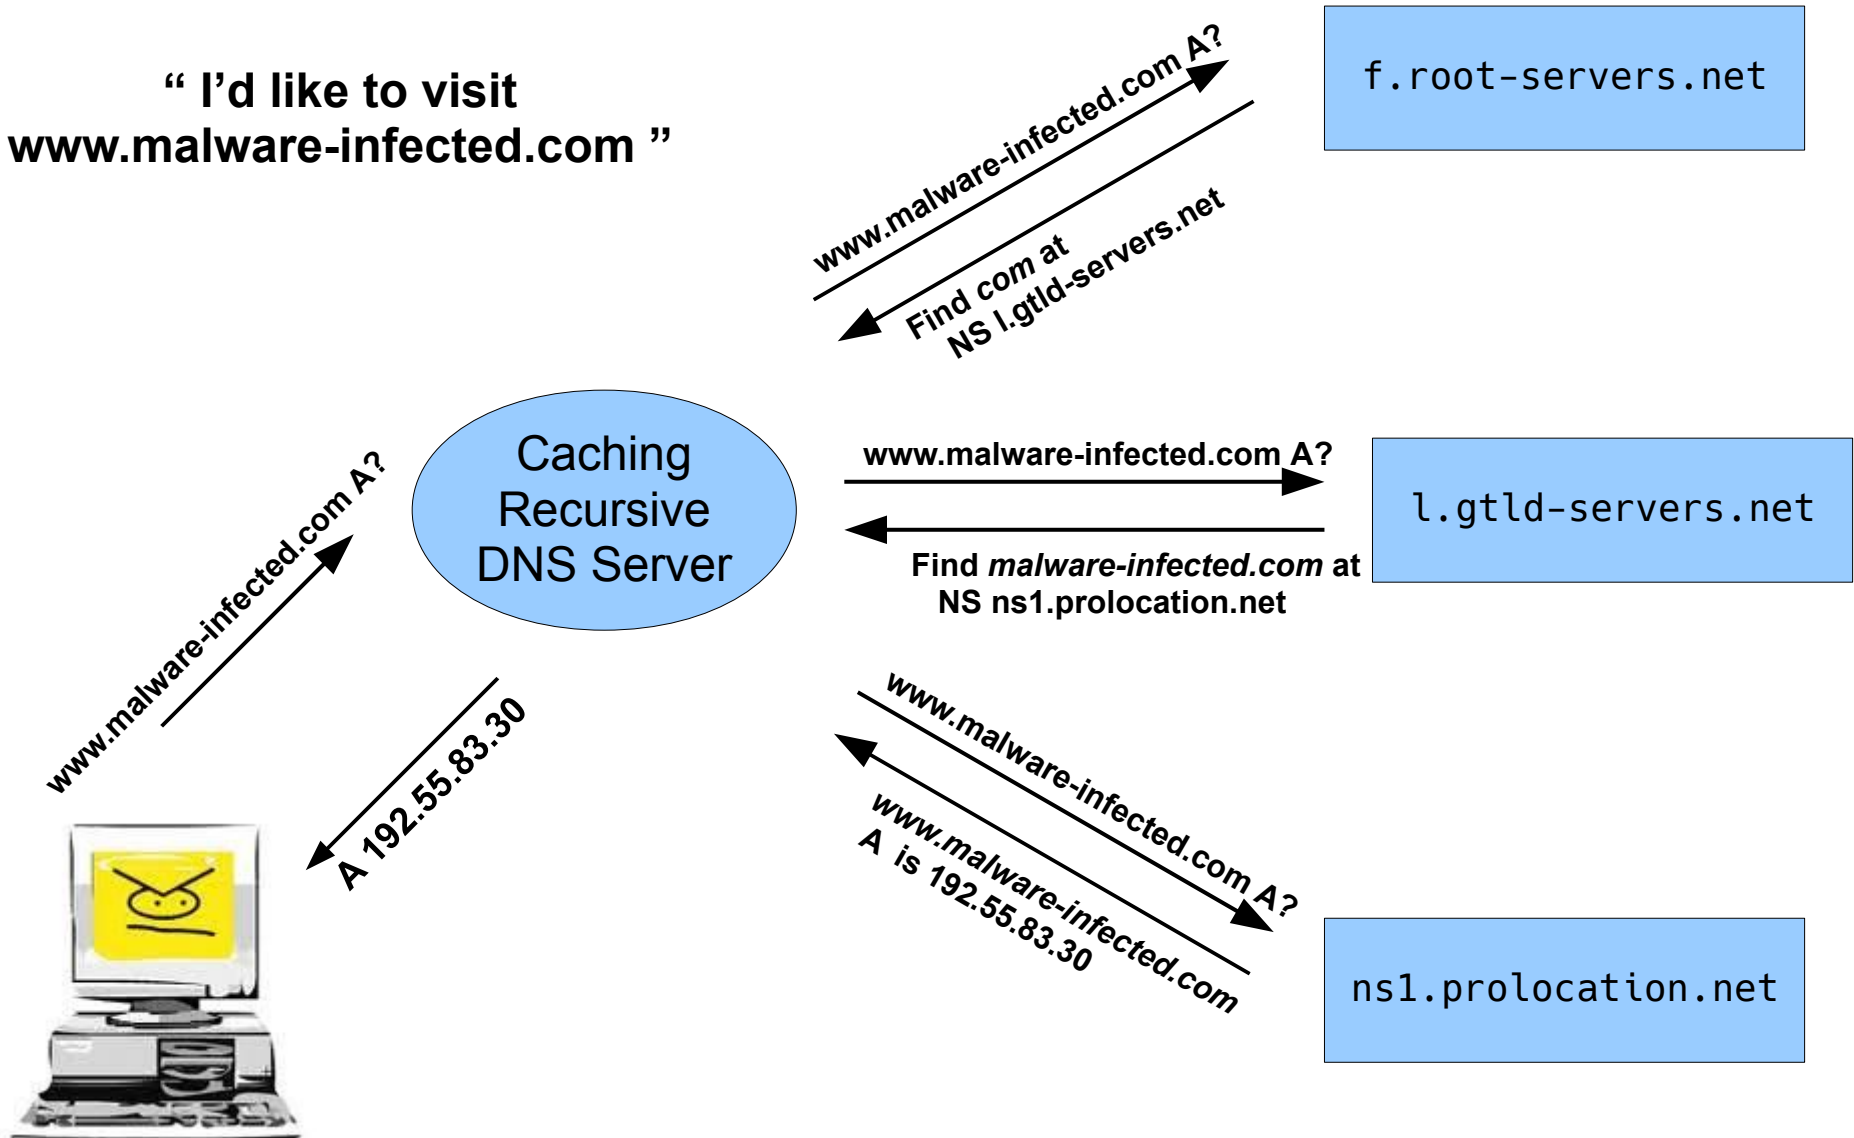 “ I’d like to visit
www.malware-infected.com ”
www.malware-infected.com A?
f.root-servers.net
Find com at
NS l.gtld-servers.net
Caching
Recursive
DNS Server
www.malware-infected.com A?
l.gtld-servers.net
Find malware-infected.com at
NS ns1.prolocation.net
www.malware-infected.com A?
A 192.55.83.30
www.malware-infected.com A?
www.malware-infected.com
A is 192.55.83.30
ns1.prolocation.net